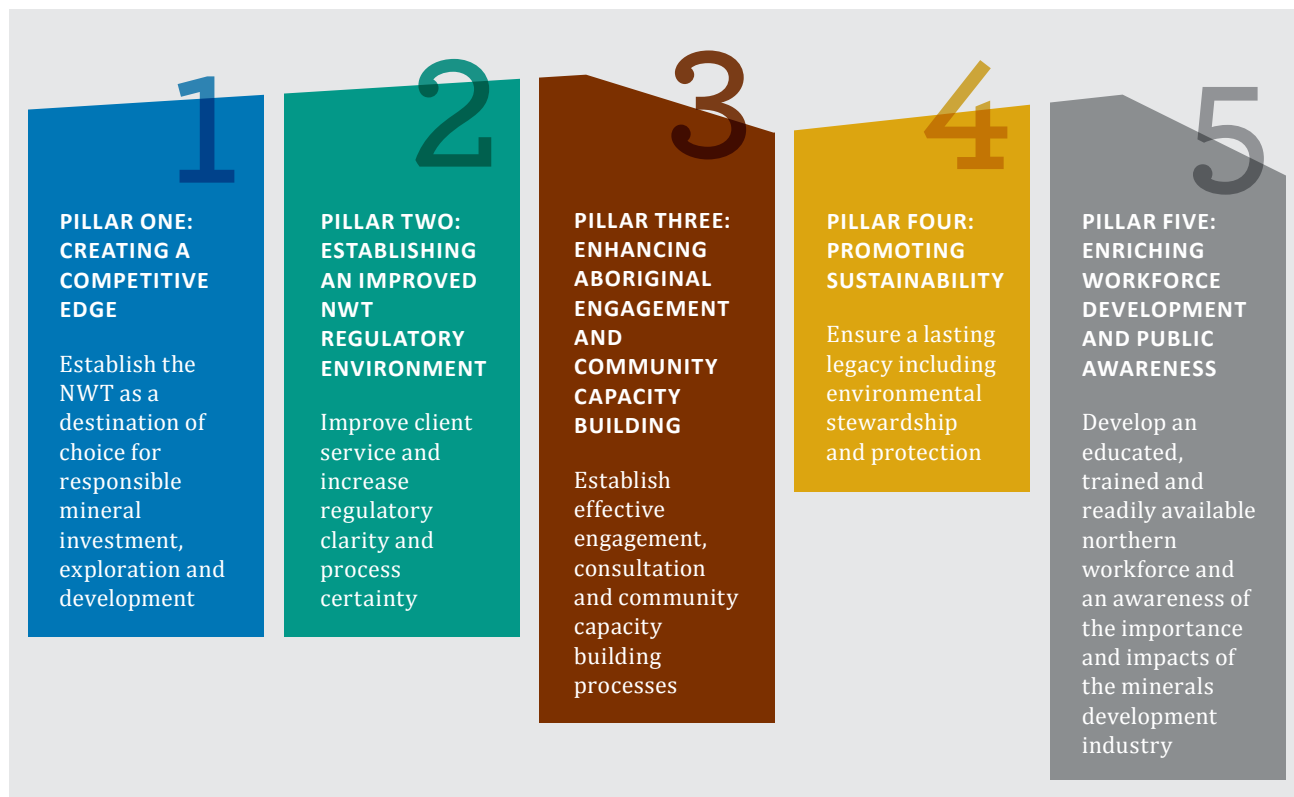 1
PILLAR ONE:
CREATING A
COMPETITIVE
EDGE
Establish the
NWT as a
destination of
choice for
responsible
mineral
investment,
exploration and
development
2
PILLAR TWO:
ESTABLISHING
AN IMPROVED
NWT
REGULATORY
ENVIRONMENT
Improve client
service and
increase
regulatory
clarity and
process
certainty
3
PILLAR THREE:
ENHANCING
ABORIGINAL
ENGAGEMENT
AND
COMMUNITY
CAPACITY
BUILDING
Establish
effective
engagement,
consultation
and community
capacity
building
processes
4
PILLAR FOUR:
PROMOTING
SUSTAINABILITY
Ensure a lasting
legacy including
environmental
stewardship
and protection
5
PILLAR FIVE:
ENRICHING
WORKFORCE
DEVELOPMENT
AND PUBLIC
AWARENESS
Develop an
educated,
trained and
readily available
northern
workforce and
an awareness of
the importance
and impacts of
the minerals
development
industry